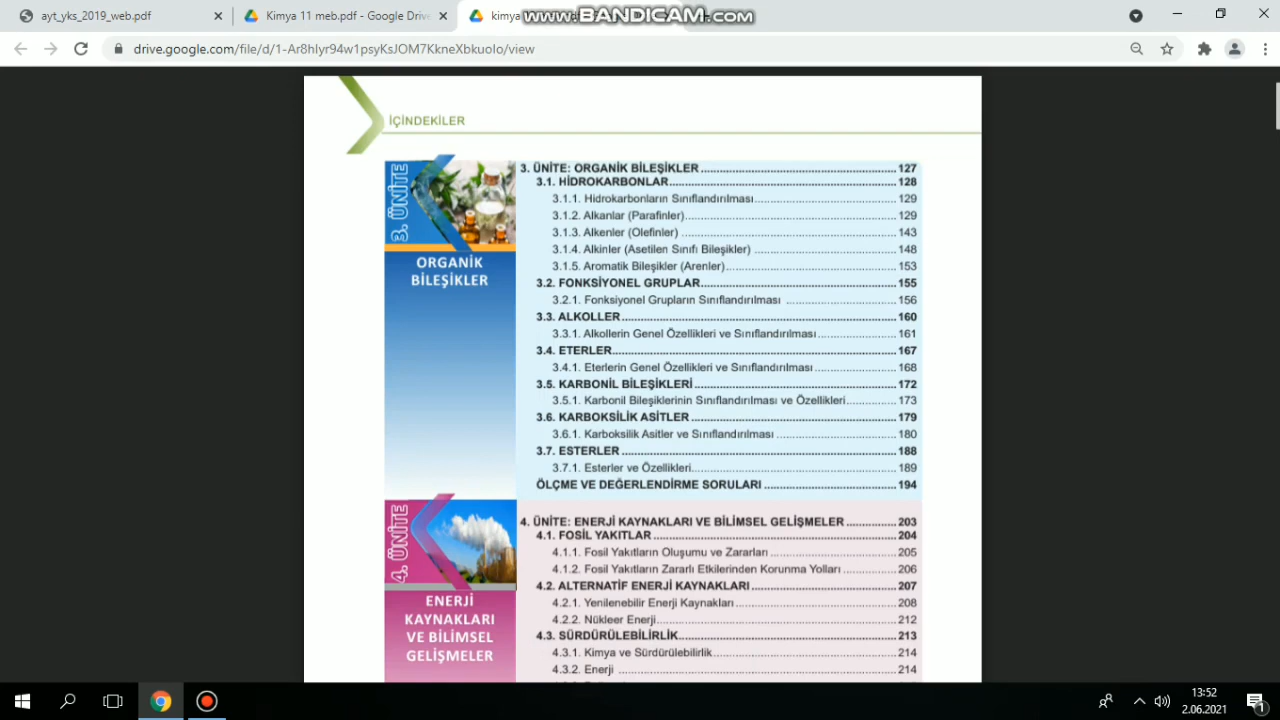 ayt_yks_2019_web.pdf
Kimya 11 meb.pdf - Google Drive
kimya
www.BANDICAM.com
drive.google.com/file/d/1-Ar8hlyr94w1psyKsJOM7KkneXbkuolo/view
İÇİNDEKİLER
3. ÜNİTE
ORGANİK
BİLEŞİKLER
3. ÜNİTE: ORGANİK BİLEŞİKLER 127
3.1. HİDROKARBONLAR 128
3.1.1. Hidrokarbonların Sınıflandırılması 129
3.1.2. Alkanlar (Parafinler) 129
3.1.3. Alkenler (Olefinler) 143
3.1.4. Alkinler (Asetilen Sınıfı Bileşikler) 148
3.1.5. Aromatik Bileşikler (Arenler) 153
3.2. FONKSİYONEL GRUPLAR 155
3.2.1. Fonksiyonel Grupların Sınıflandırılması 156
3.3. ALKOLLER 160
3.3.1. Alkollerin Genel Özellikleri ve Sınıflandırılması 161
3.4. ETERLER 167
3.4.1. Eterlerin Genel Özellikleri ve Sınıflandırılması 168
3.5. KARBONİL BİLEŞİKLERİ 172
3.5.1. Karbonil Bileşiklerinin Sınıflandırılması ve Özellikleri 173
3.6. KARBOKSİLİK ASİTLER 179
3.6.1. Karboksilik Asitler ve Sınıflandırılması 180
3.7. ESTERLER 188
3.7.1. Esterler ve Özellikleri 189
ÖLÇME VE DEĞERLENDİRME SORULARI 194
4. ÜNİTE
ENERJİ
KAYNAKLARI
VE BİLİMSEL
GELİŞMELER
4. ÜNİTE: ENERJİ KAYNAKLARI VE BİLİMSEL GELİŞMELER 203
4.1. FOSİL YAKITLAR 204
4.1.1. Fosil Yakıtların Oluşumu ve Zararları 205
4.1.2. Fosil Yakıtların Zararlı Etkilerinden Korunma Yolları 206
4.2. ALTERNATİF ENERJİ KAYNAKLARI 207
4.2.1. Yenilenebilir Enerji Kaynakları 208
4.2.2. Nükleer Enerji 212
4.3. SÜRDÜRÜLEBİLİRLİK 213
4.3.1. Kimya ve Sürdürülebilirlik 214
4.3.2. Enerji 214
13:52
2.06.2021
1